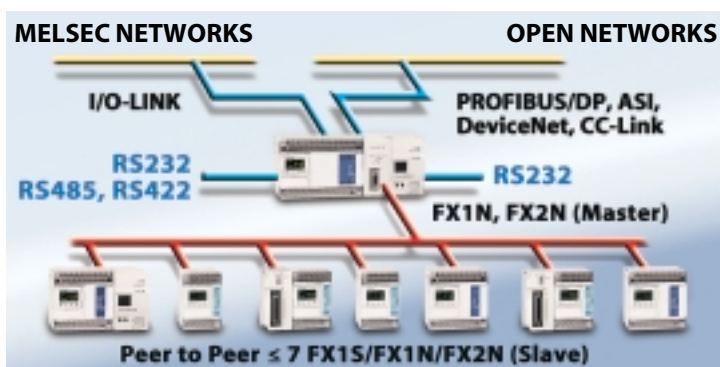 MELSEC NETWORKS
OPEN NETWORKS
I/O-LINK
PROFIBUS/DP, ASI,
DeviceNet, CC-Link
RS232
RS485, RS422
RS232
FX1N, FX2N (Master)
Peer to Peer ≤ 7 FX1S/FX1N/FX2N (Slave)